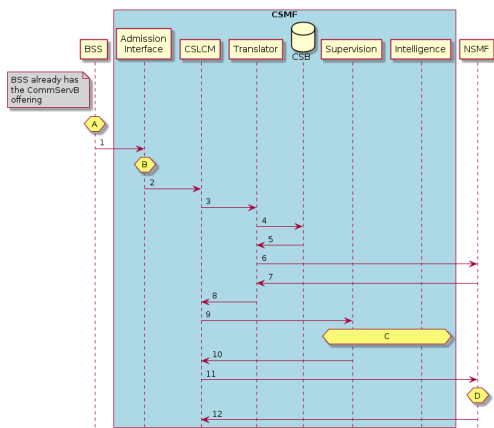 CSMF
BSS
Admission
Interface
CSLCM
Translator
CSB
Supervision
Intelligence
NSMF
BSS already has
the CommServB
offering
A
1
B
2
3
4
5
6
7
8
9
C
10
11
D
12